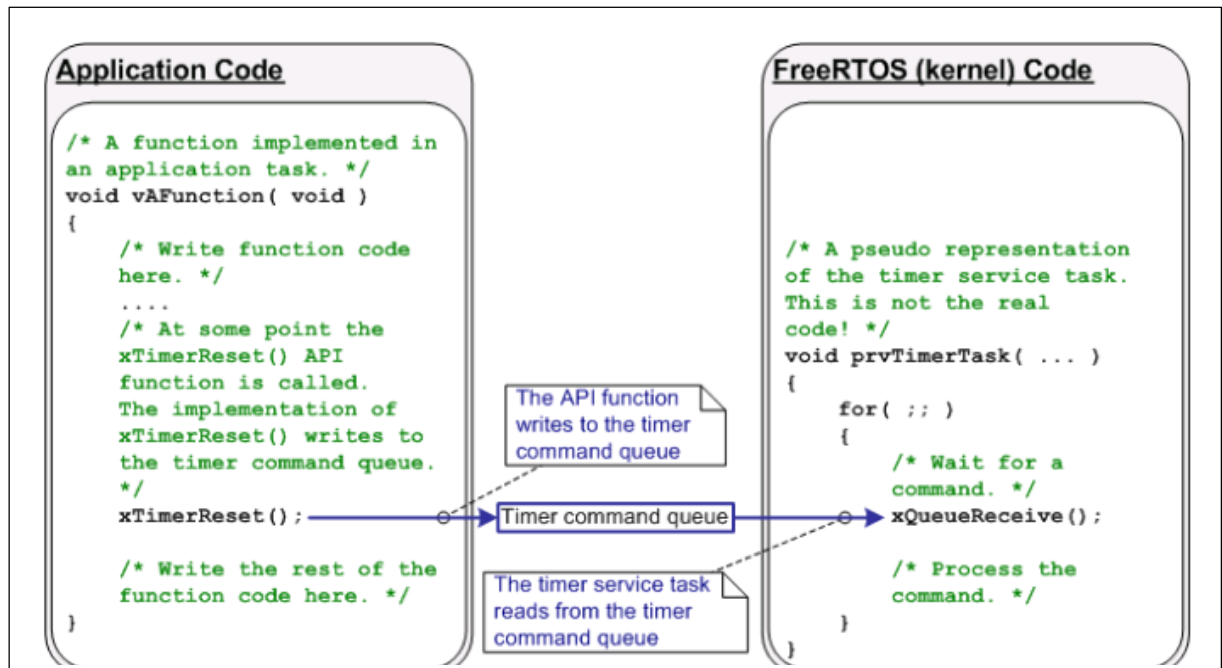 Application Code
/* A function implemented in
an application task. */
void vAFunction( void )
{
/* Write function code
here. */
....
/* At some point the
xTimerReset() API
function is called.
The implementation of
xTimerReset() writes to
the timer command queue.
*/
xTimerReset();
/* Write the rest of the
function code here. */
}
The API function
writes to the timer
command queue
Timer command queue
The timer service task
reads from the timer
command queue
FreeRTOS (kernel) Code
/* A pseudo representation
of the timer service task.
This is not the real
code! */
void prvTimerTask( ... )
{
for( ;; )
{
/* Wait for a
command. */
xQueueReceive();
/* Process the
command. */
}
}